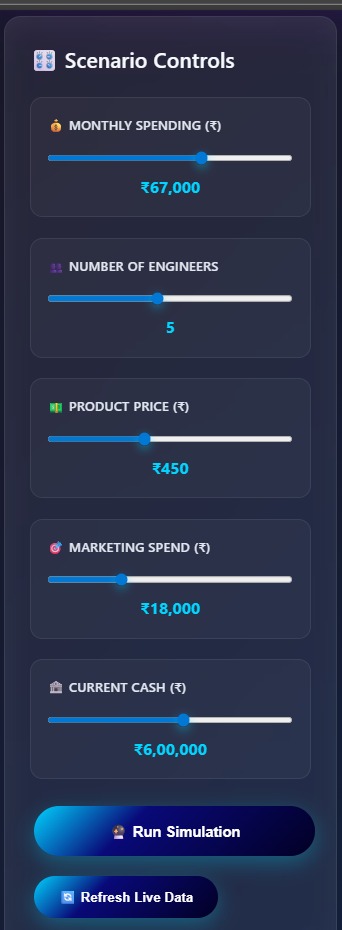 Scenario Controls
MONTHLY SPENDING (₹)
₹67,000
NUMBER OF ENGINEERS
5
PRODUCT PRICE (₹)
₹450
MARKETING SPEND (₹)
₹18,000
CURRENT CASH (₹)
₹6,00,000
Run Simulation
Refresh Live Data